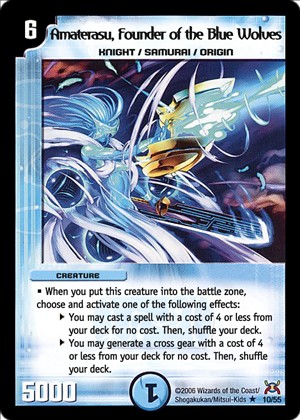 6
Amaterasu, Founder of the Blue Wolves
KNIGHT / SAMURAI / ORIGIN
CREATURE
▪ When you put this creature into the battle zone,
choose and activate one of the following effects:
► You may cast a spell with a cost of 4 or less from
your deck for no cost. Then, shuffle your deck.
► You may generate a cross gear with a cost of 4
or less from your deck for no cost. Then,
shuffle your deck.
5000
1
©2006 Wizards of the Coast/
Shogakukan/Mitsui-Kids ★ 10/55